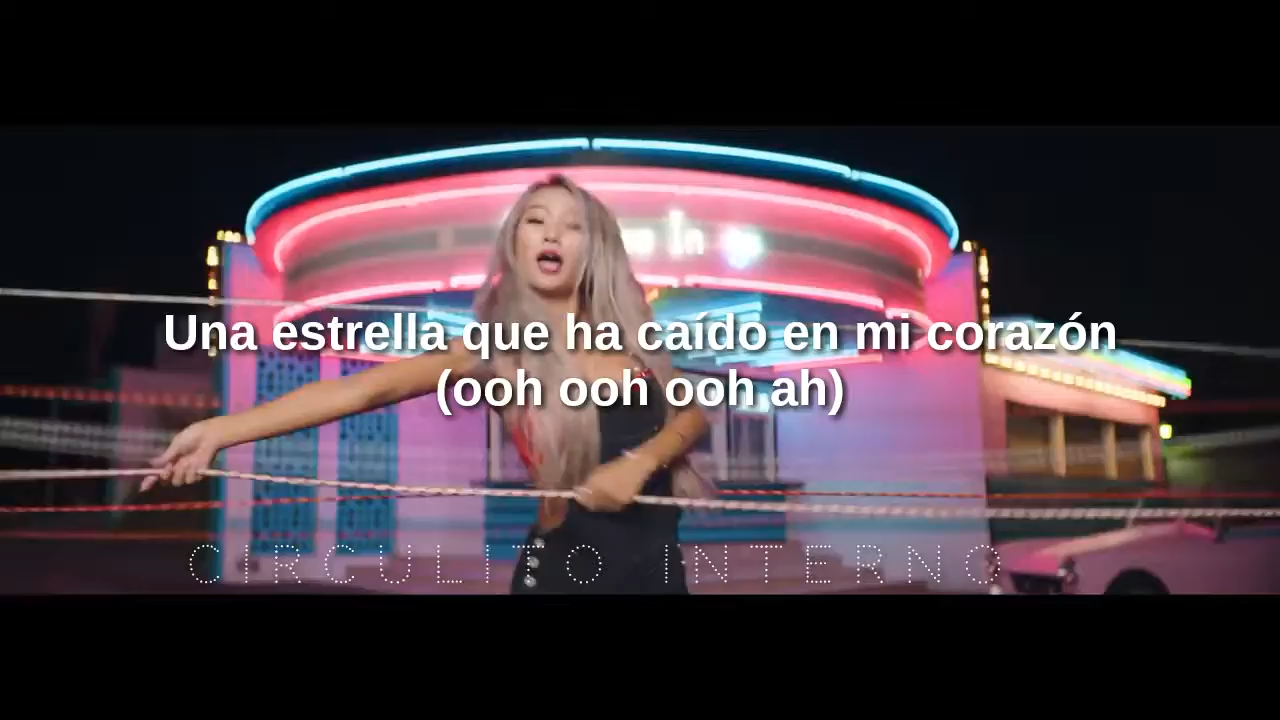 Una estrella que ha caído en mi corazón
(ooh ooh ooh ah)
CIRCULITO INTERNO